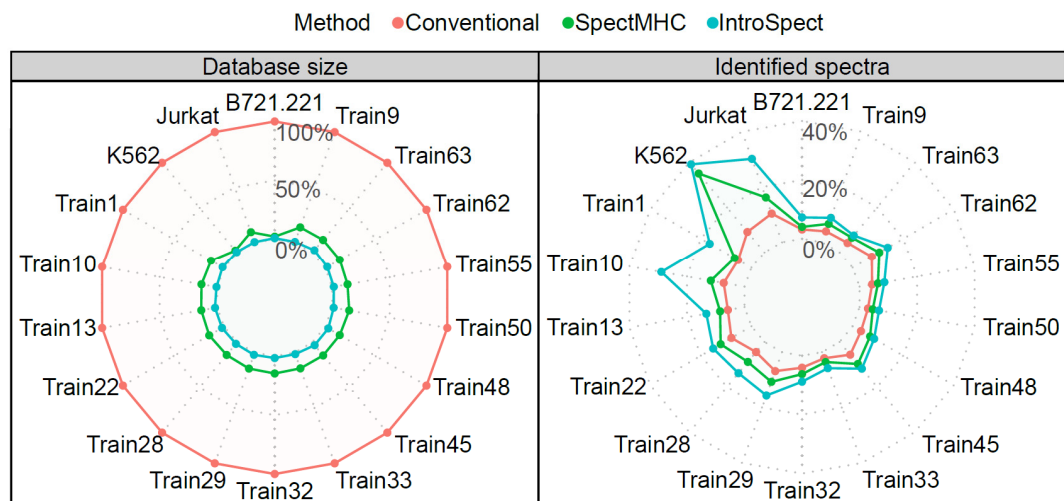 Method Conventional SpectMHC IntroSpect
Database size
B721.221
Jurkat
Train9
100%
K562
Train63
50%
Train1
Train62
0%
Train10
Train55
Train13
Train50
Train22
Train48
Train28
Train45
Train29
Train33
Train32
Identified spectra
B721.221
Jurkat
Train9
40%
K562
Train63
20%
Train1
Train62
0%
Train10
Train55
Train13
Train50
Train22
Train48
Train28
Train45
Train29
Train33
Train32